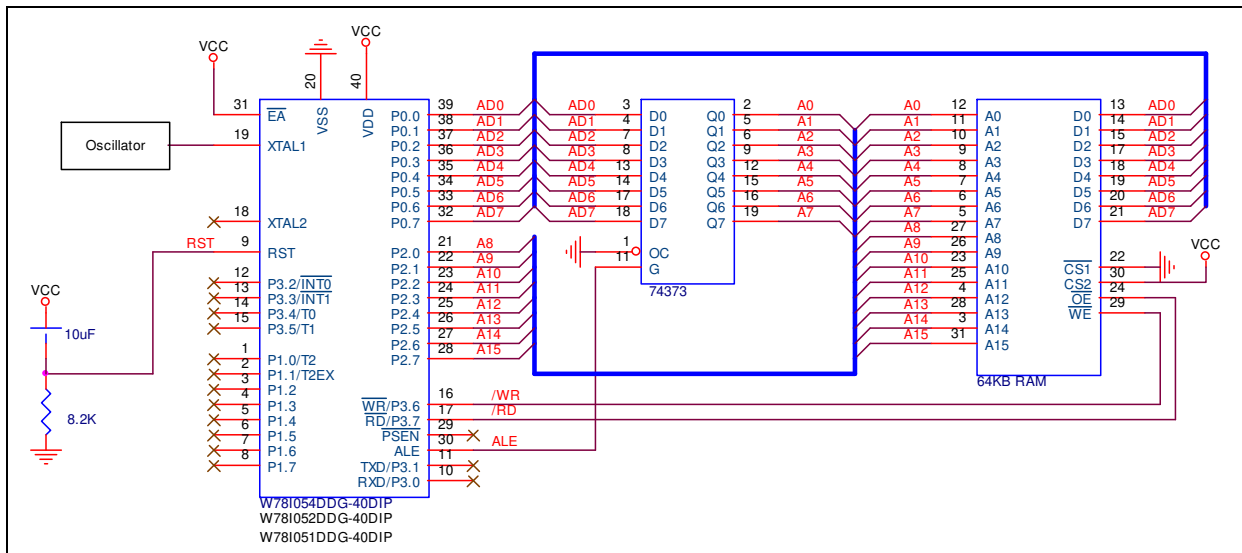 VCC
VCC
20
40
VSS
VDD
31
EA
19
XTAL1
Oscillator
18
XTAL2
RST
9
RST
12
P3.2/INT0
13
P3.3/INT1
14
P3.4/T0
15
P3.5/T1
1
P1.0/T2
2
P1.1/T2EX
3
P1.2
4
P1.3
5
P1.4
6
P1.5
7
P1.6
8
P1.7
VCC
10uF
8.2K
P0.0 39 AD0
P0.1 38 AD1
P0.2 37 AD2
P0.3 36 AD3
P0.4 35 AD4
P0.5 34 AD5
P0.6 33 AD6
P0.7 32 AD7
P2.0 21 A8
P2.1 22 A9
P2.2 23 A10
P2.3 24 A11
P2.4 25 A12
P2.5 26 A13
P2.6 27 A14
P2.7 28 A15
WR/P3.6 16 /WR
RD/P3.7 17 /RD
PSEN 29
ALE 30 ALE
TXD/P3.1 11
RXD/P3.0 10
W78I054DDG-40DIP
W78I052DDG-40DIP
W78I051DDG-40DIP
AD0 3 D0 Q0 2 A0
AD1 4 D1 Q1 5 A1
AD2 7 D2 Q2 6 A2
AD3 8 D3 Q3 9 A3
AD4 13 D4 Q4 12 A4
AD5 14 D5 Q5 15 A5
AD6 17 D6 Q6 16 A6
AD7 18 D7 Q7 19 A7
1 OC
11 G
74373
A0 12 A0
A1 11 A1
A2 10 A2
A3 9 A3
A4 8 A4
A5 7 A5
A6 6 A6
A7 5 A7
A8 27 A8
A9 26 A9
A10 23 A10
A11 25 A11
A12 4 A12
A13 28 A13
A14 3 A14
A15 31 A15
D0 13 AD0
D1 14 AD1
D2 15 AD2
D3 17 AD3
D4 18 AD4
D5 19 AD5
D6 20 AD6
D7 21 AD7
CS1 22
CS2 30
OE 24
WE 29
VCC
64KB RAM